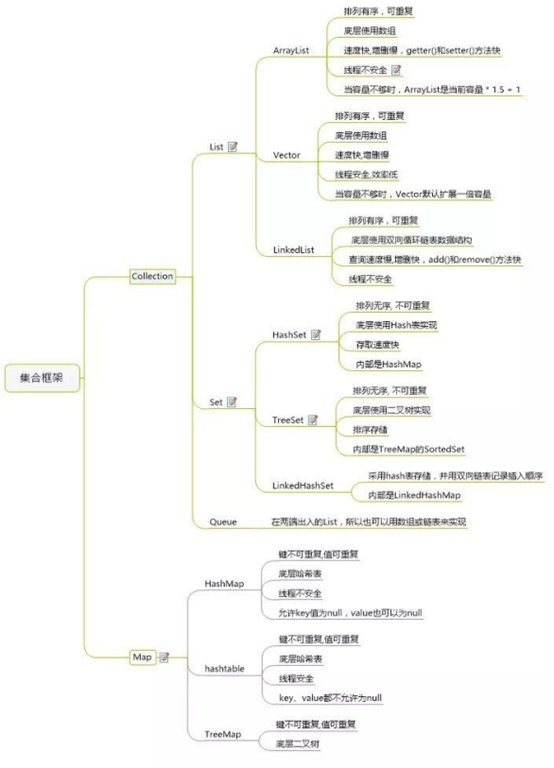 集合框架
Collection
List
ArrayList
排列有序，可重复
底层使用数组
速度快,增删慢，getter()和setter()方法快
线程不安全
当容量不够时，ArrayList是当前容量 * 1.5 + 1
Vector
排列有序，可重复
底层使用数组
速度快,增删慢
线程安全,效率低
当容量不够时，Vector默认扩展一倍容量
LinkedList
排列有序，可重复
底层使用双向循环链表数据结构
查询速度慢,增删快，add()和remove()方法快
线程不安全
Set
HashSet
排列无序, 不可重复
底层使用Hash表实现
存取速度快
内部是HashMap
TreeSet
排列无序, 不可重复
底层使用二叉树实现
排序存储
内部是TreeMap的SortedSet
LinkedHashSet
采用hash表存储，并用双向链表记录插入顺序
内部是LinkedHashMap
Queue
在两端出入的List，所以也可以用数组或链表来实现
Map
HashMap
键不可重复,值可重复
底层哈希表
线程不安全
允许key值为null，value也可以为null
hashtable
键不可重复,值可重复
底层哈希表
线程安全
key、value都不允许为null
TreeMap
键不可重复,值可重复
底层二叉树